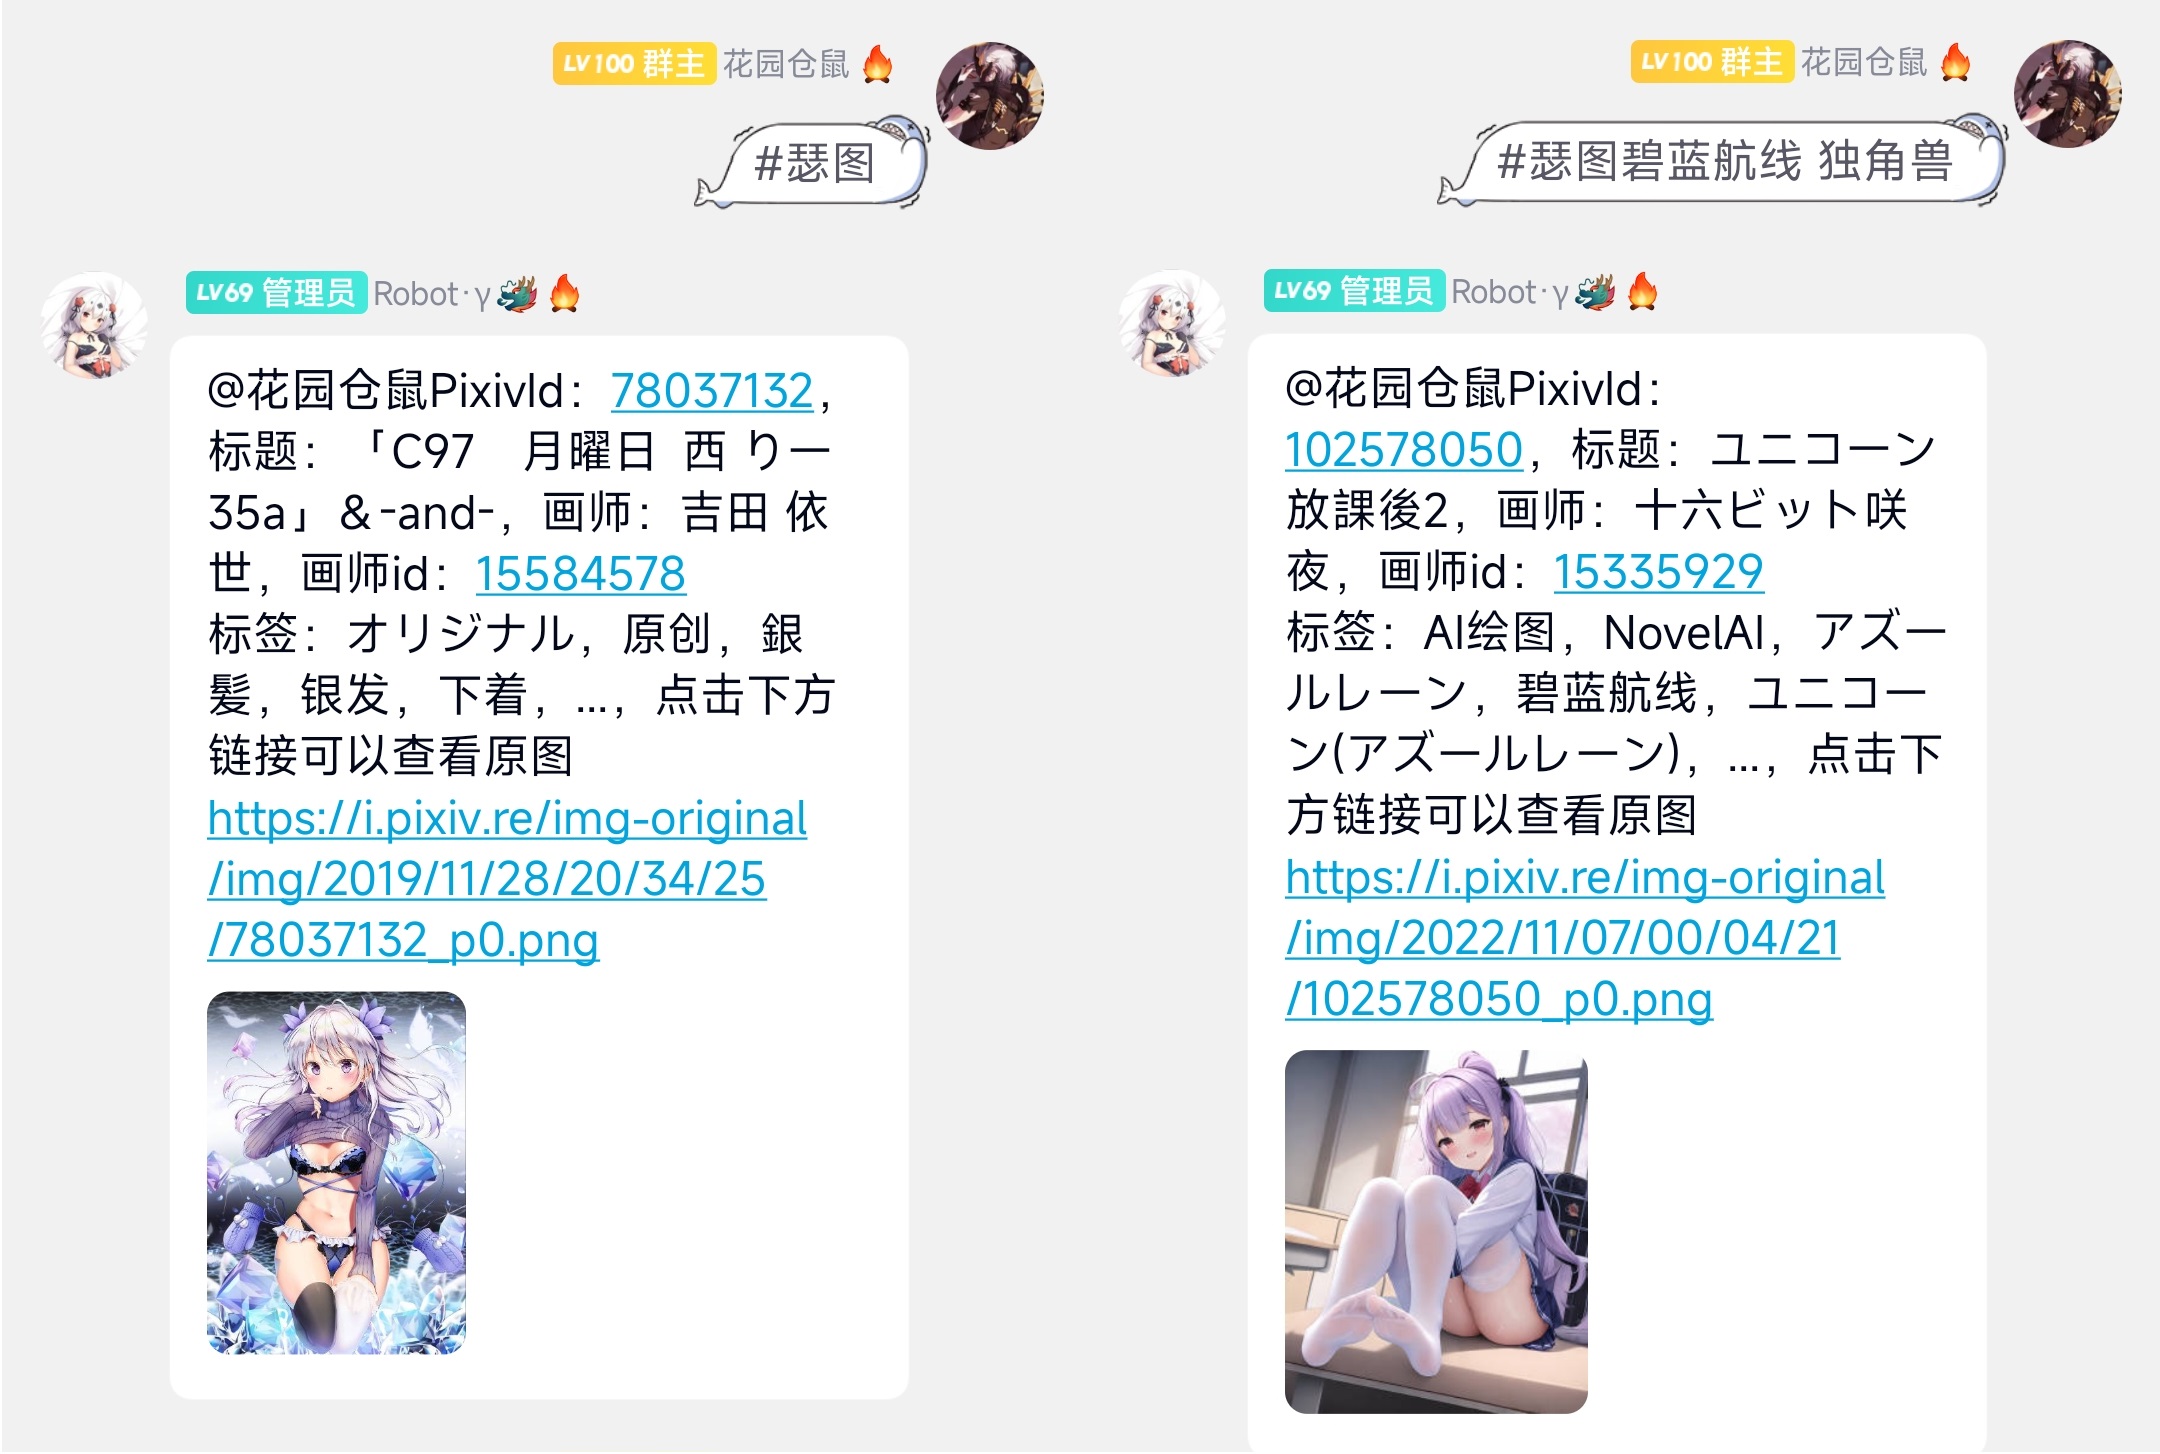 LV100 群主 花园仓鼠
#瑟图
LV69 管理员 Robot·γ
@花园仓鼠PixivId：78037132，
标题：「C97　月曜日 西 り一
35a」＆-and-，画师：吉田 依
世，画师id：15584578
标签：オリジナル，原创，銀
髪，银发，下着，...，点击下方
链接可以查看原图
https://i.pixiv.re/img-original
/img/2019/11/28/20/34/25
/78037132_p0.png
LV100 群主 花园仓鼠
#瑟图碧蓝航线 独角兽
LV69 管理员 Robot·γ
@花园仓鼠PixivId：
102578050，标题：ユニコーン
放課後2，画师：十六ビット咲
夜，画师id：15335929
标签：AI绘图，NovelAI，アズー
ルレーン，碧蓝航线，ユニコー
ン(アズールレーン)，...，点击下
方链接可以查看原图
https://i.pixiv.re/img-original
/img/2022/11/07/00/04/21
/102578050_p0.png